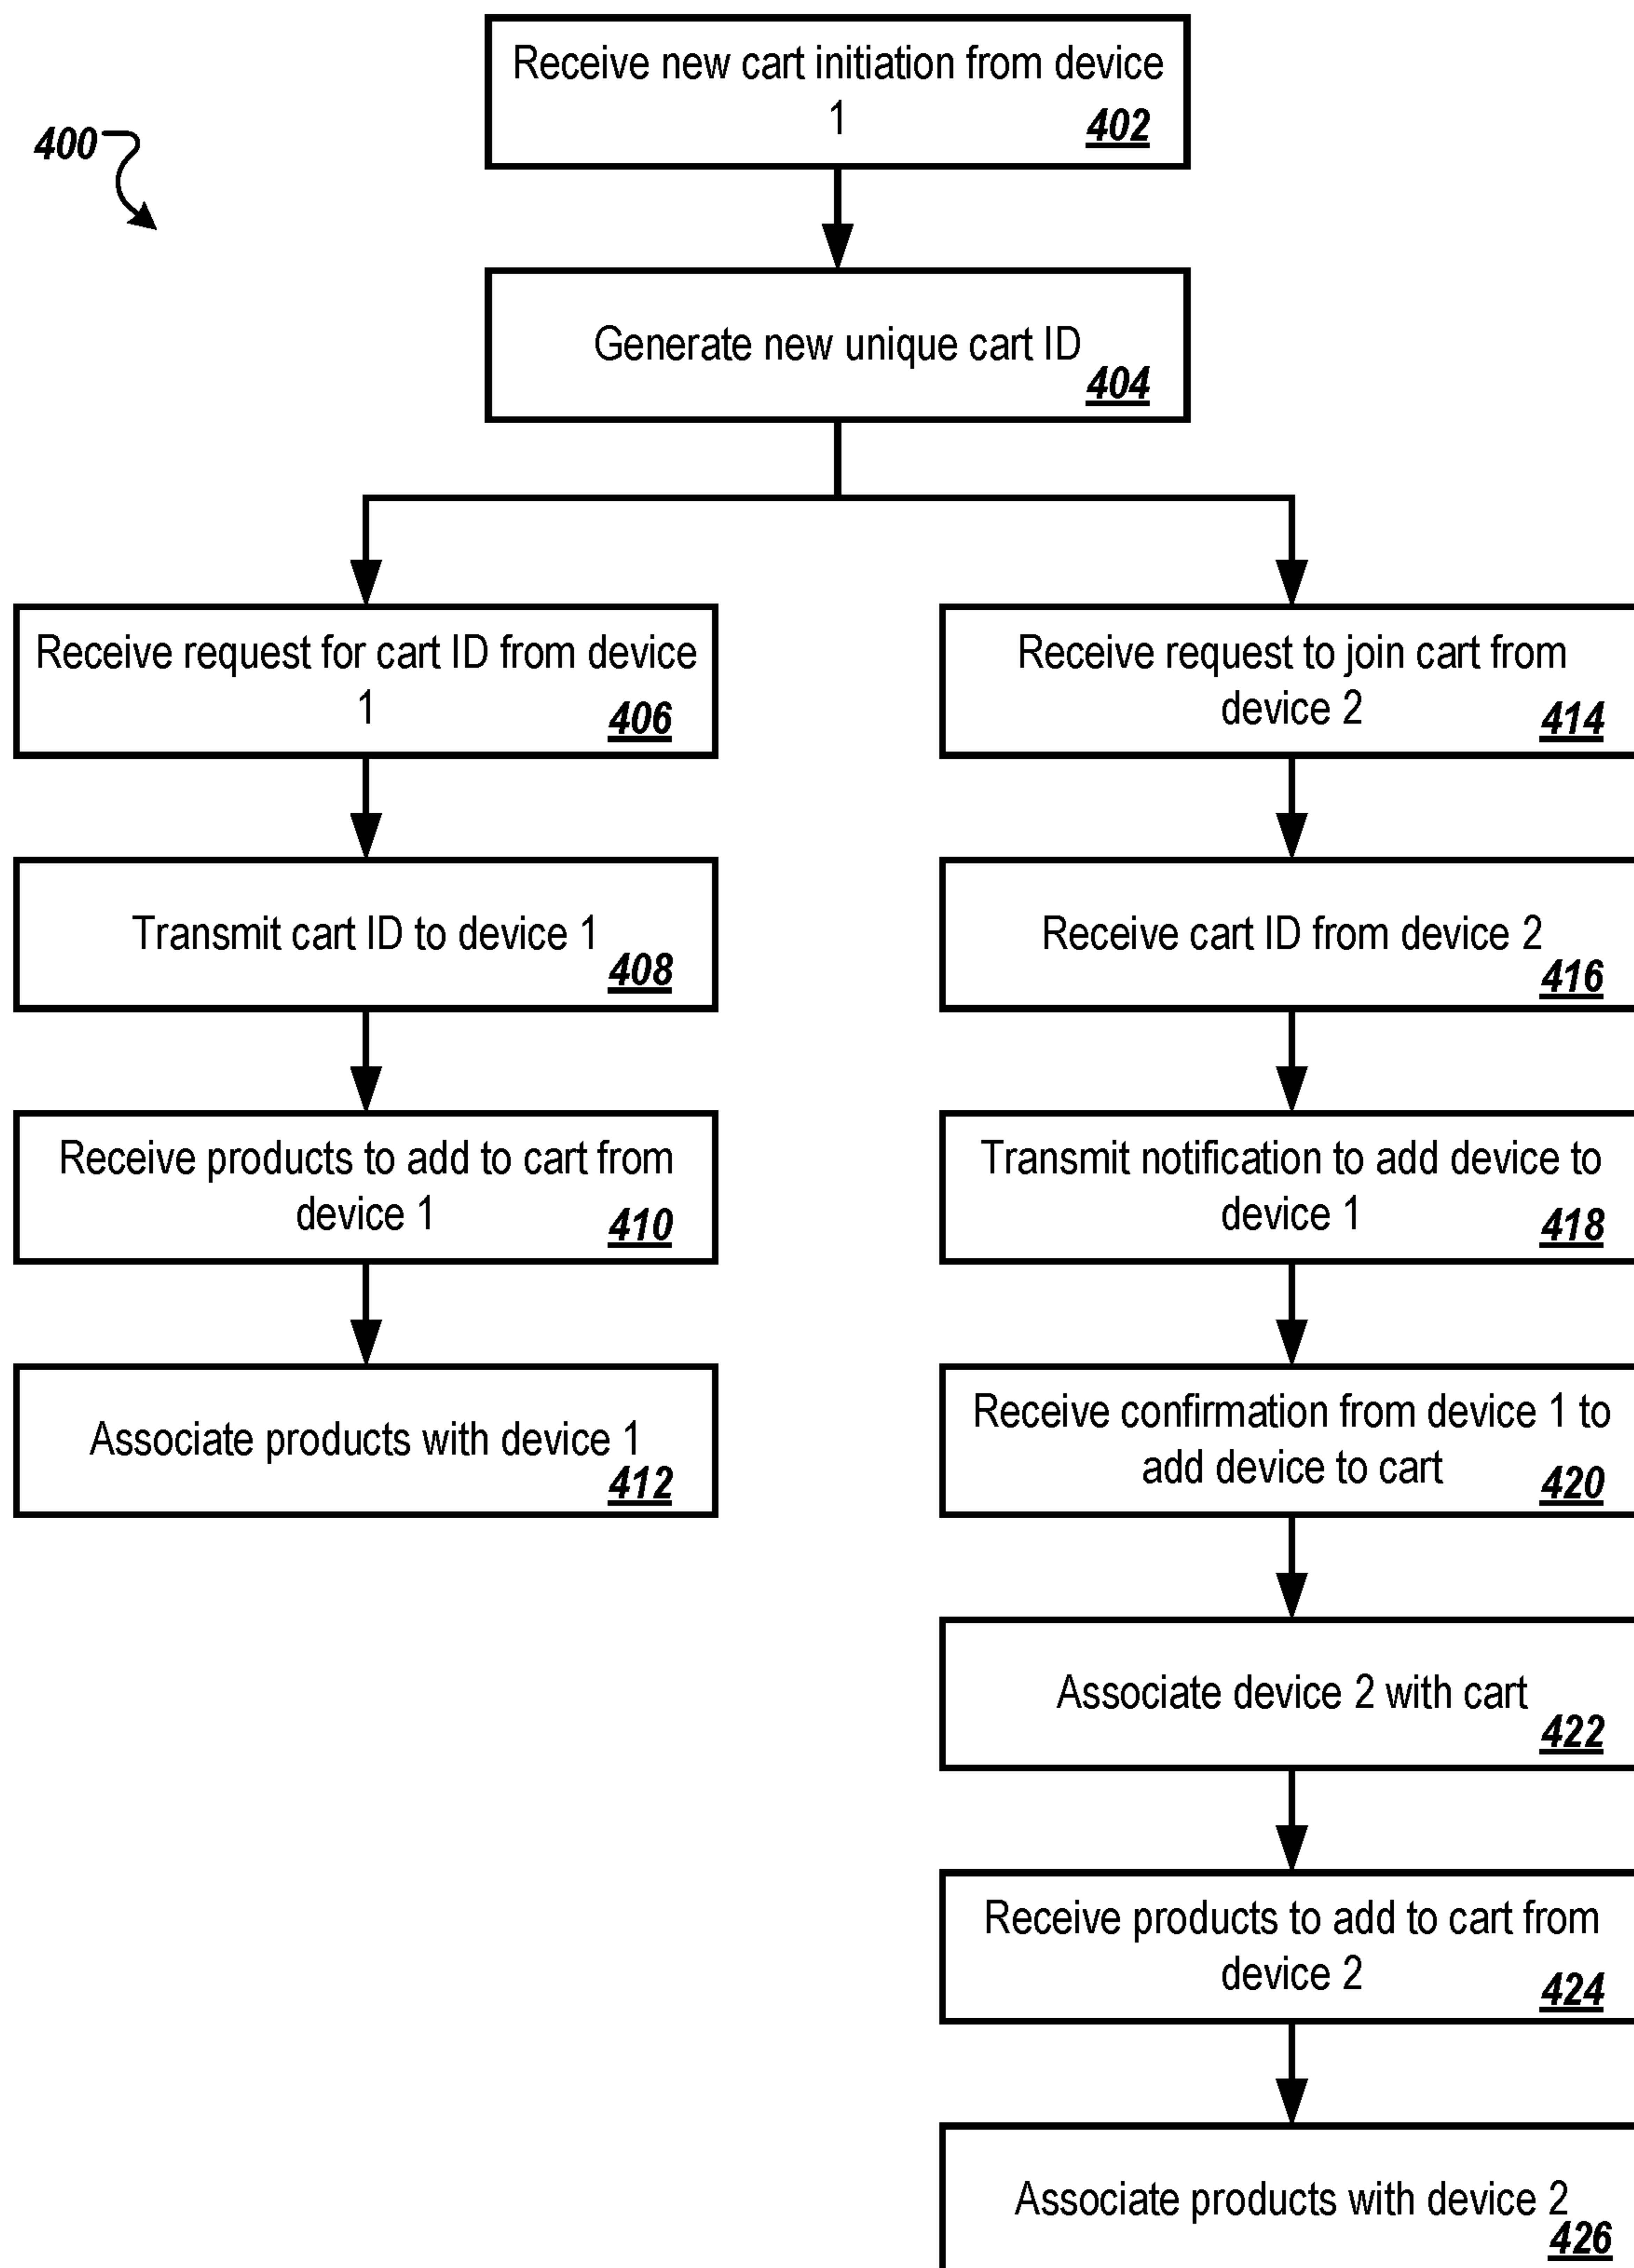 Receive new cart initiation from device
1 402
400
Generate new unique cart ID
404
Receive request for cart ID from device
1 406
Transmit cart ID to device 1
408
Receive products to add to cart from
device 1 410
Associate products with device 1
412
Receive request to join cart from
device 2 414
Receive cart ID from device 2
416
Transmit notification to add device to
device 1 418
Receive confirmation from device 1 to
add device to cart 420
Associate device 2 with cart
422
Receive products to add to cart from
device 2 424
Associate products with device 2
426